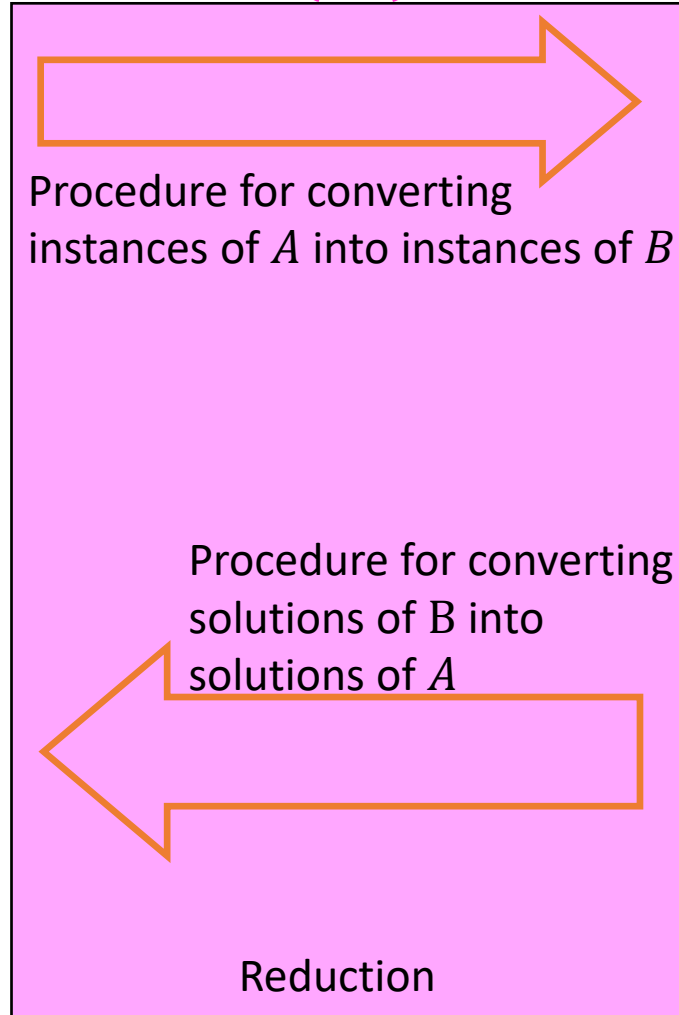 Procedure for converting
instances of A into instances of B
Procedure for converting
solutions of B into
solutions of A
Reduction